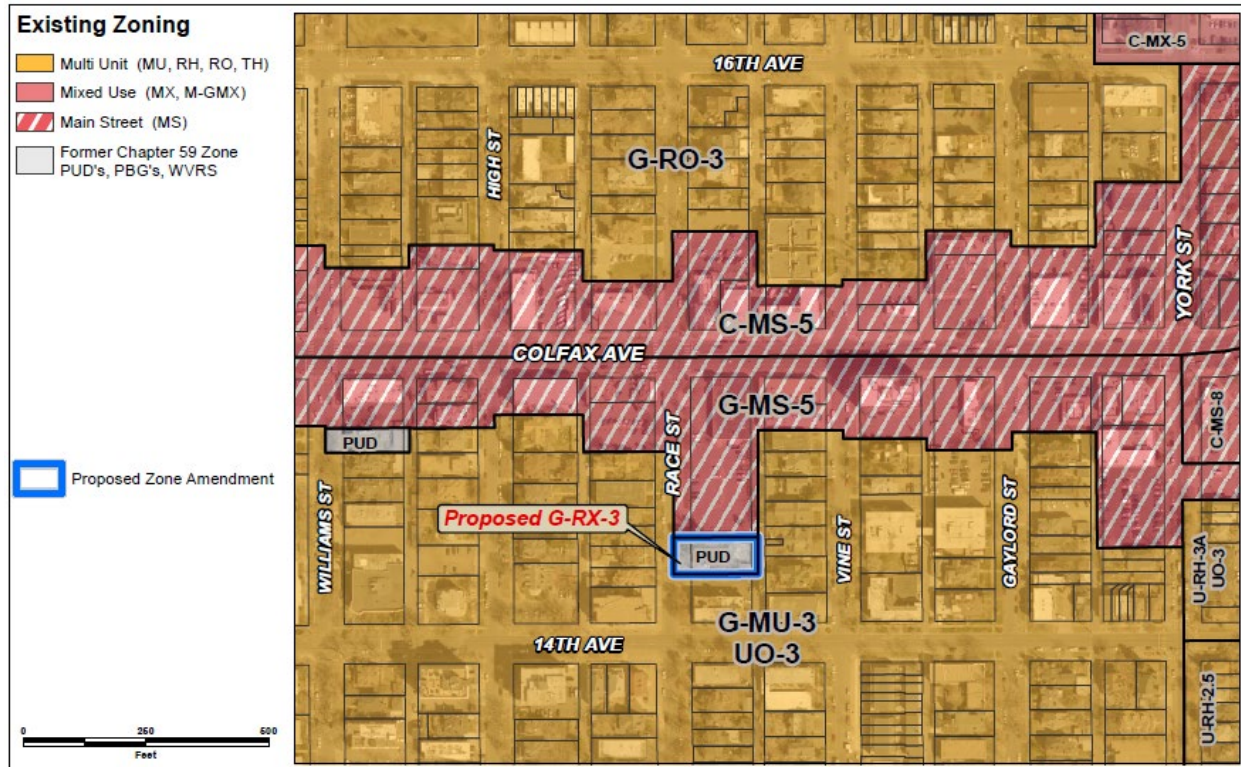 Existing Zoning
Multi Unit (MU, RH, RO, TH)
Mixed Use (MX, M-GMX)
Main Street (MS)
Former Chapter 59 Zone
PUD's, PBG's, WVRS
Proposed Zone Amendment
0 250 500
Feet
C-MX-5
16TH AVE
HIGH ST
G-RO-3
YORK ST
C-MS-5
COLFAX AVE
G-MS-5
C-MS-8
PUD
RACE ST
WILLIAMS ST
Proposed G-RX-3
PUD
VINE ST
GAYLORD ST
U-RH-3A
UO-3
G-MU-3
UO-3
14TH AVE
U-RH-2.5